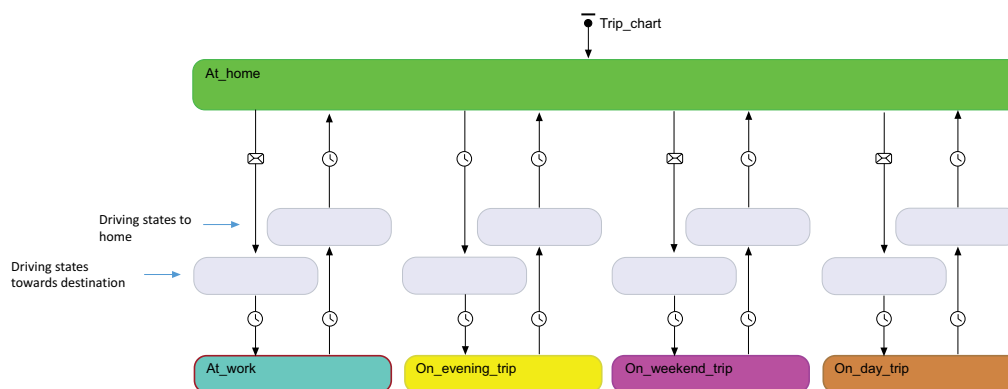 Trip_chart
At_home
Driving states to
home
Driving states
towards destination
At_work
On_evening_trip
On_weekend_trip
On_day_trip